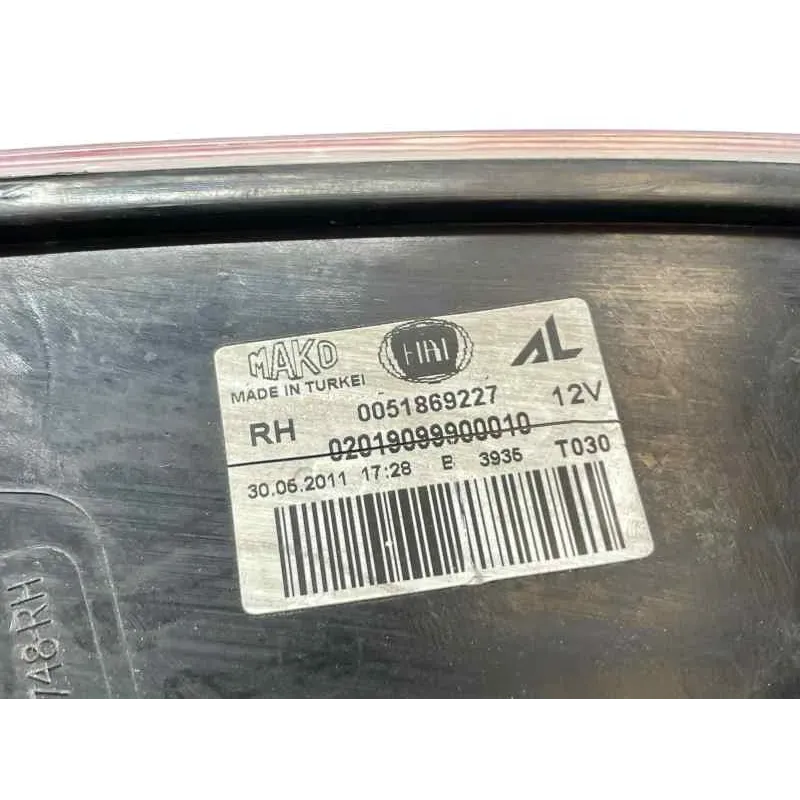 MAKO FIAT AL
MADE IN TURKEI
RH 0051869227 12V
02019099900010
30.06.2011 17:28 B 3935 T030
748 RH